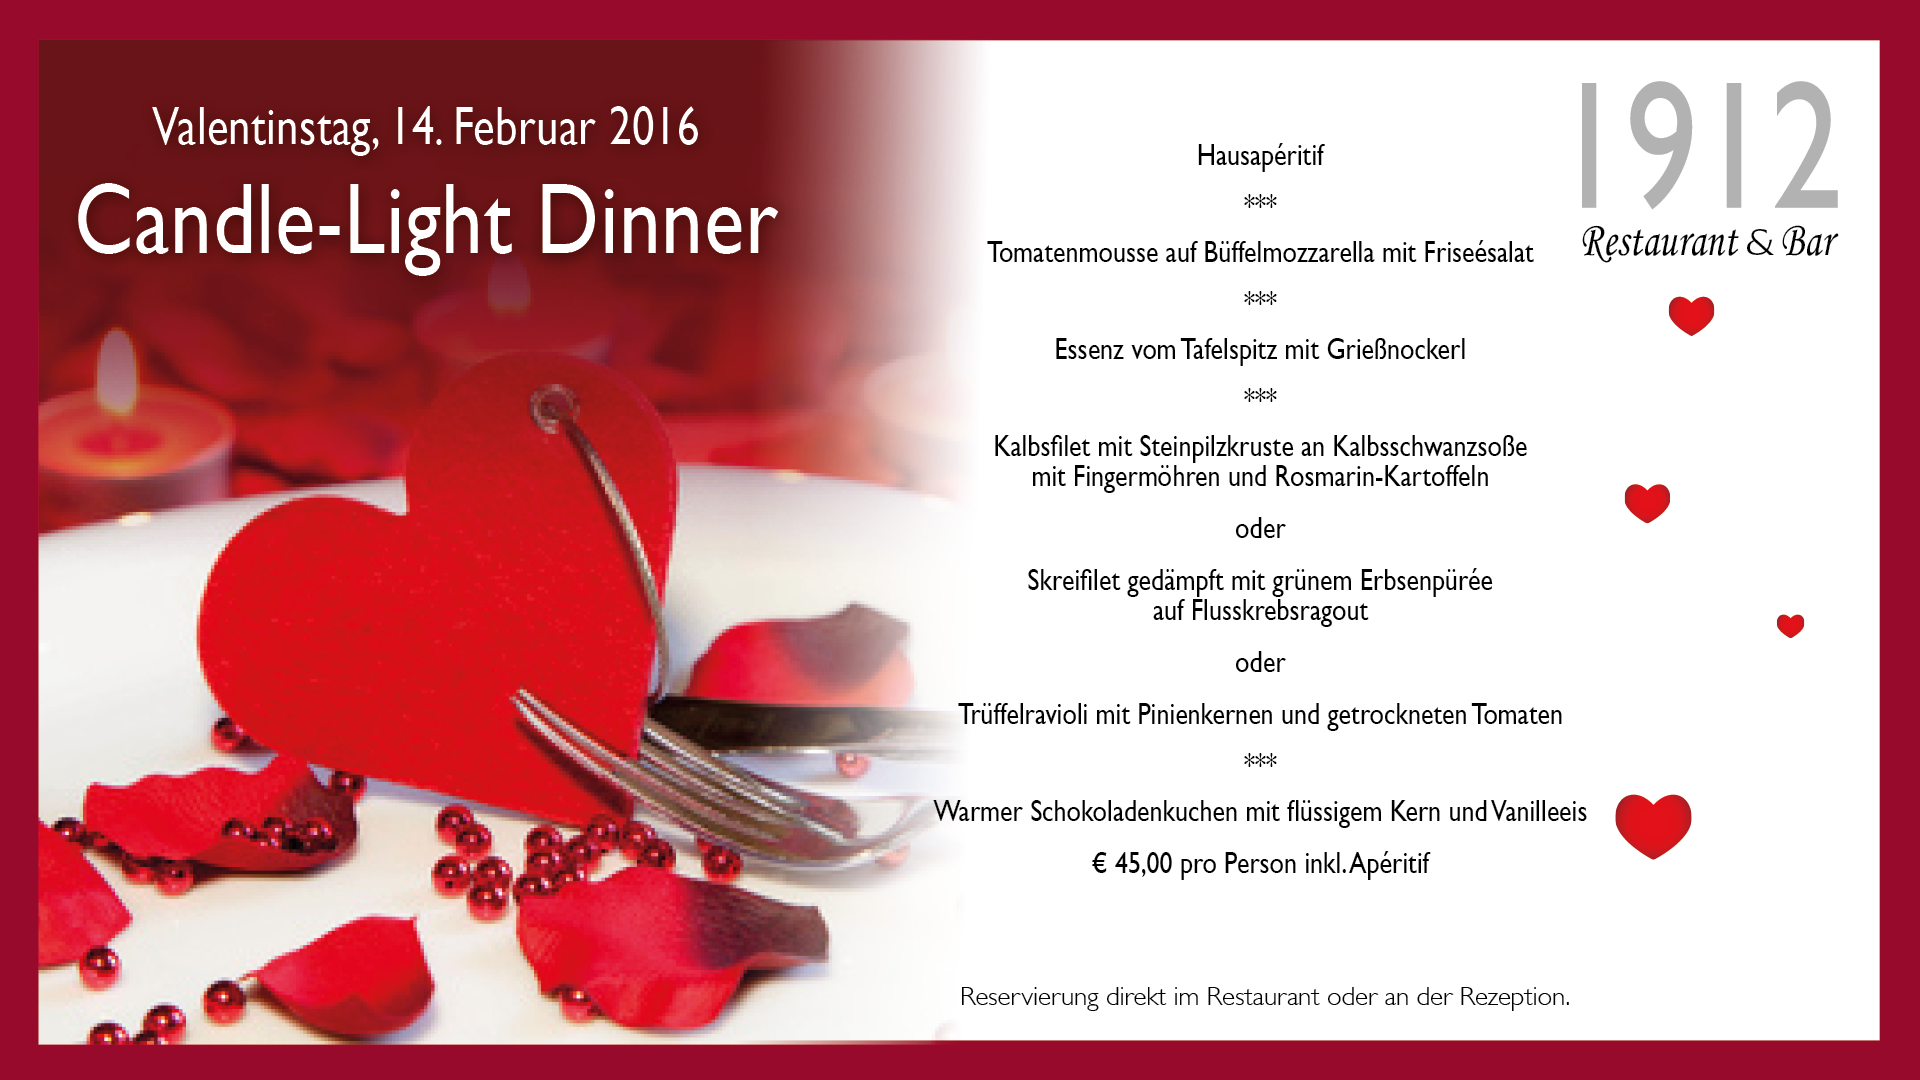 Valentinstag, 14. Februar 2016
Candle-Light Dinner
1912
Restaurant & Bar
Hausapéritif
***
Tomatenmousse auf Büffelmozzarella mit Friseésalat
***
Essenz vom Tafelspitz mit Grießnockerl
***
Kalbsfilet mit Steinpilzkruste an Kalbsschwanzsoße
mit Fingermöhren und Rosmarin-Kartoffeln
oder
Skreifilet gedämpft mit grünem Erbsenpürée
auf Flusskrebsragout
oder
Trüffelravioli mit Pinienkernen und getrockneten Tomaten
***
Warmer Schokoladenkuchen mit flüssigem Kern und Vanilleeis
€ 45,00 pro Person inkl. Apéritif
Reservierung direkt im Restaurant oder an der Rezeption.